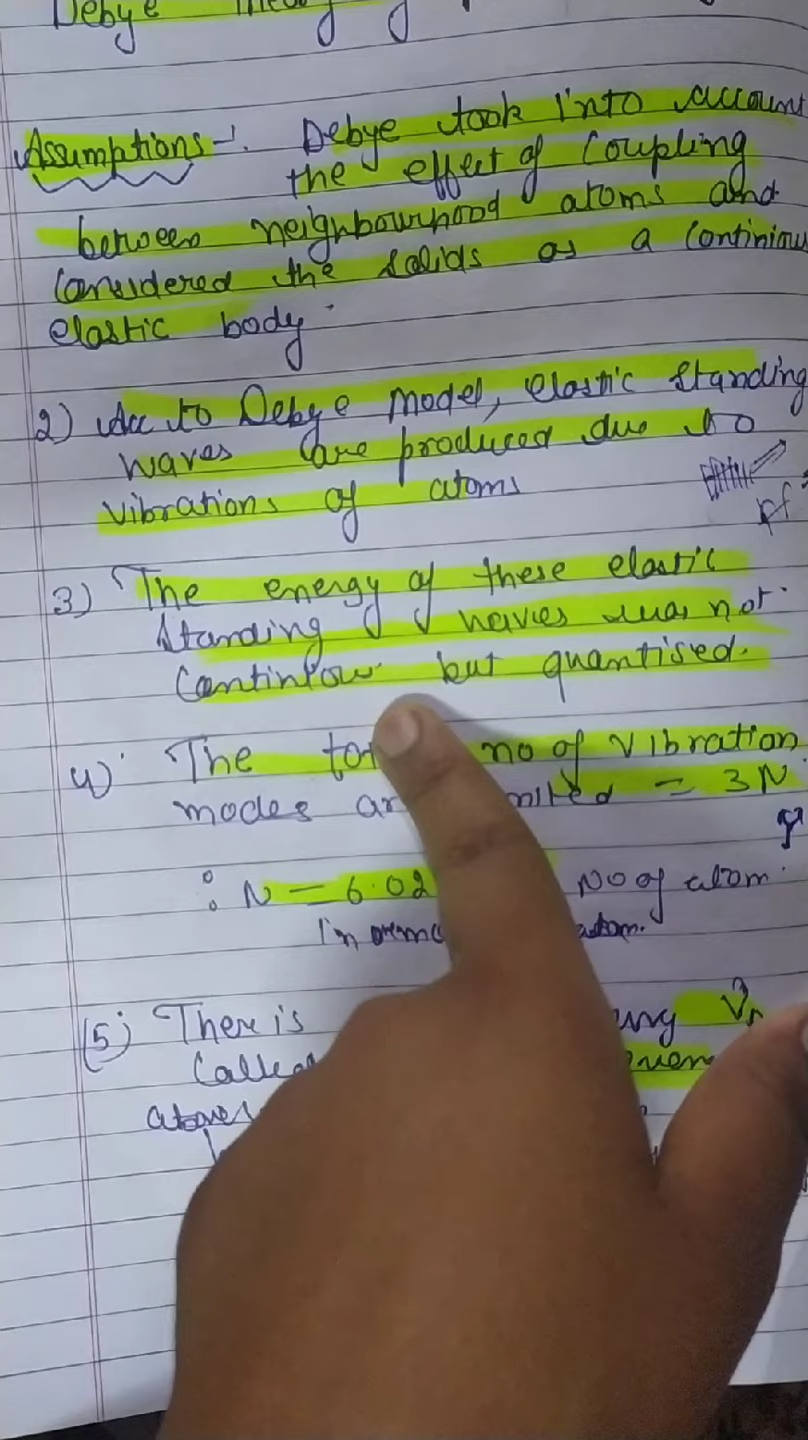 Debye
Assumptions -: Debye took into account
the effect of coupling
between neighbourhood atoms and
considered the solids as a continiou
elastic body.
2) Acc to Debye Model, elastic standing
waves are produced due to
vibrations of atoms
3) The energy of these elastic
standing waves was not
but quantised.
4) The no of vibration
modes = 3N
N = 6.02 No of atom
In atom.
(5) There is
above